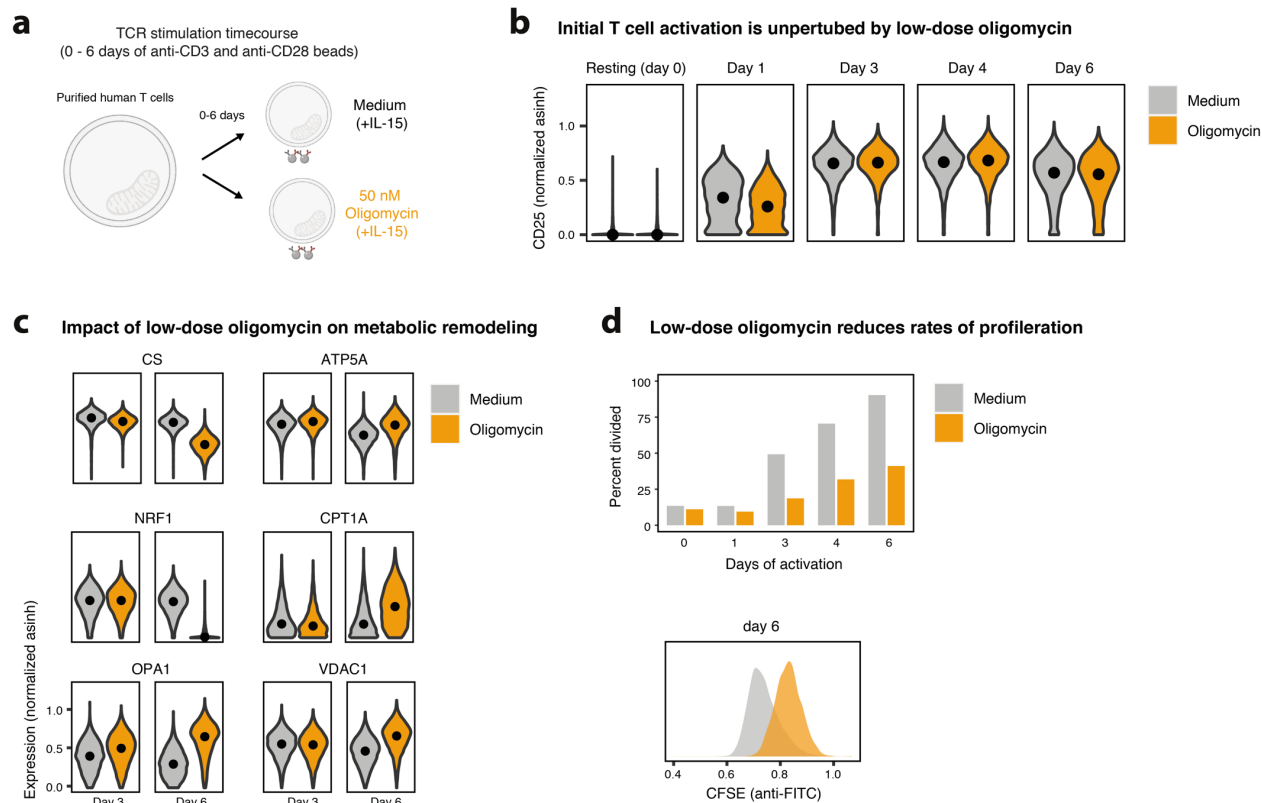 a
TCR stimulation timecourse
(0 - 6 days of anti-CD3 and anti-CD28 beads)
Purified human T cells
0-6 days
Medium
(+IL-15)
50 nM
Oligomycin
(+IL-15)
b
Initial T cell activation is unpertubed by low-dose oligomycin
Resting (day 0)
Day 1
Day 3
Day 4
Day 6
CD25 (normalized asinh)
1.0
0.5
0.0
Medium
Oligomycin
c
Impact of low-dose oligomycin on metabolic remodeling
CS
ATP5A
Medium
Oligomycin
NRF1
CPT1A
OPA1
VDAC1
Expression (normalized asinh)
1.0
0.5
0.0
Day 3
Day 6
Day 3
Day 6
d
Low-dose oligomycin reduces rates of profileration
Percent divided
100
75
50
25
0
0
1
3
4
6
Days of activation
Medium
Oligomycin
day 6
0.4
0.6
0.8
1.0
CFSE (anti-FITC)